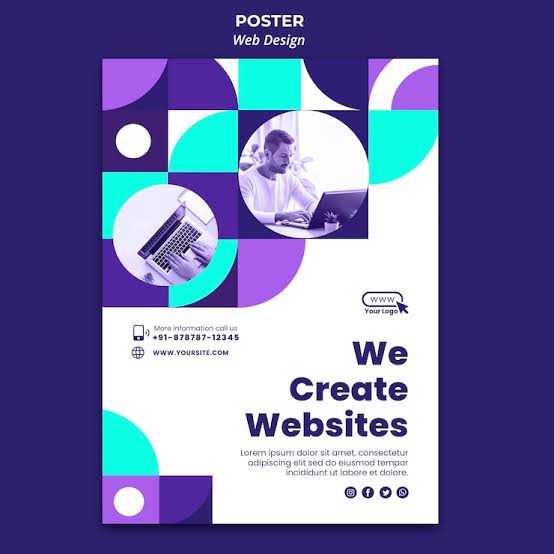 POSTER
Web Design
WWW
Your Logo
More information call us
+91-878787-12345
WWW.YOURSITE.COM
We
Create
Websites
Lorem ipsum dolor sit amet, consectetur
adipiscing elit sed do eiusmod tempor
incididunt ut labore et dolore.